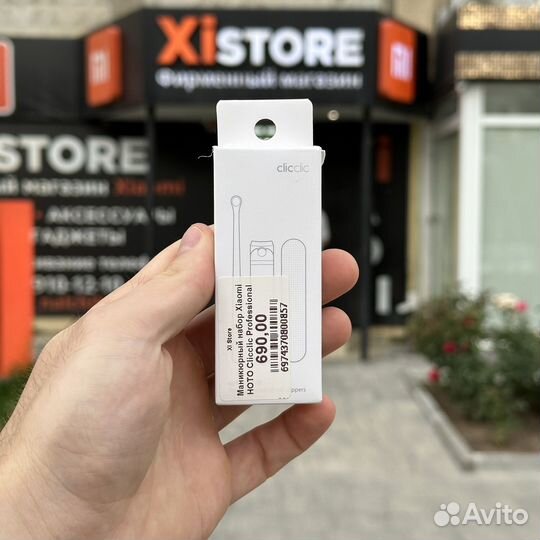 XiSTORE
Фирменный магазин
STORE
магазин Xiaomi
АКСЕССУАРЫ
ГАДЖЕТЫ
clicclic
Xi Store
Маникюрный набор Xiaomi
HOTO Clicclic Professional
690,00
6974370800857
Avito